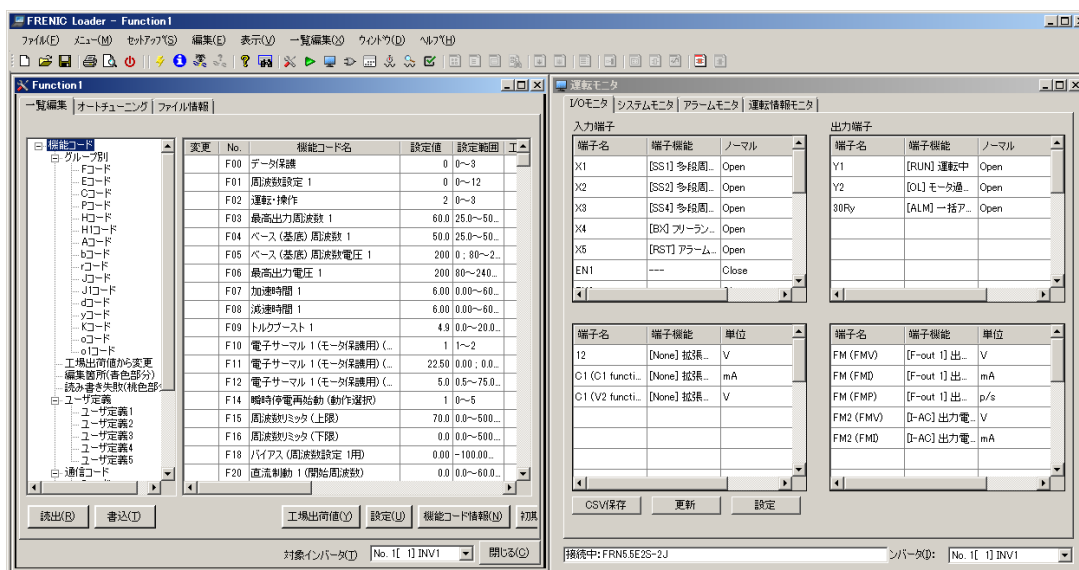 FRENIC Loader - Function1
ファイル(F) メニュー(M) セットアップ(S) 編集(E) 表示(V) 一覧編集(X) ウィンドウ(D) ヘルプ(H)
Function1
一覧編集 オートチューニング ファイル情報
機能コード
グループ別
Fコード
Eコード
Cコード
Pコード
Hコード
H1コード
Aコード
bコード
rコード
Jコード
J1コード
dコード
yコード
Kコード
oコード
o1コード
工場出荷値から変更
編集箇所(青色部分)
読み書き失敗(桃色部分
ユーザ定義
ユーザ定義1
ユーザ定義2
ユーザ定義3
ユーザ定義4
ユーザ定義5
通信コード
変更 No. 機能コード名 設定値 設定範囲 工
F00 データ保護 0 0～3
F01 周波数設定 1 0 0～12
F02 運転・操作 2 0～3
F03 最高出力周波数 1 60.0 25.0～50...
F04 ベース (基底) 周波数 1 50.0 25.0～50...
F05 ベース (基底) 周波数電圧 1 200 0 ; 80～2...
F06 最高出力電圧 1 200 80～240...
F07 加速時間 1 6.00 0.00～60...
F08 減速時間 1 6.00 0.00～60...
F09 トルクブースト 1 4.9 0.0～20.0...
F10 電子サーマル 1 (モータ保護用) (... 1 1～2
F11 電子サーマル 1 (モータ保護用) (... 22.50 0.00 ; 0.0...
F12 電子サーマル 1 (モータ保護用) (... 5.0 0.5～75.0...
F14 瞬時停電再始動 (動作選択) 1 0～5
F15 周波数リミッタ (上限) 70.0 0.0～500...
F16 周波数リミッタ (下限) 0.0 0.0～500...
F18 バイアス (周波数設定 1用) 0.00 -100.00...
F20 直流制動 1 (開始周波数) 0.0 0.0～60.0...
読出(R) 書込(T) 工場出荷値(Y) 設定(U) 機能コード情報(N) 初期
対象インバータ(T) No. 1[ 1] INV1 閉じる(C)
運転モニタ
I/Oモニタ システムモニタ アラームモニタ 運転情報モニタ
入力端子
端子名 端子機能 ノーマル
X1 [SS1] 多段周... Open
X2 [SS2] 多段周... Open
X3 [SS4] 多段周... Open
X4 [BX] フリーラン... Open
X5 [RST] アラーム... Open
EN1 --- Close
出力端子
端子名 端子機能 ノーマル
Y1 [RUN] 運転中 Open
Y2 [OL] モータ過... Open
30Ry [ALM] 一括ア... Open
端子名 端子機能 単位
12 [None] 拡張... V
C1 (C1 functi... [None] 拡張... mA
C1 (V2 functi... [None] 拡張... V
端子名 端子機能 単位
FM (FMV) [F-out 1] 出... V
FM (FMI) [F-out 1] 出... mA
FM (FMP) [F-out 1] 出... p/s
FM2 (FMV) [I-AC] 出力電... V
FM2 (FMI) [I-AC] 出力電... mA
CSV保存 更新 設定
接続中:FRN5.5E2S-2J ンバータ(I): No. 1[ 1] INV1